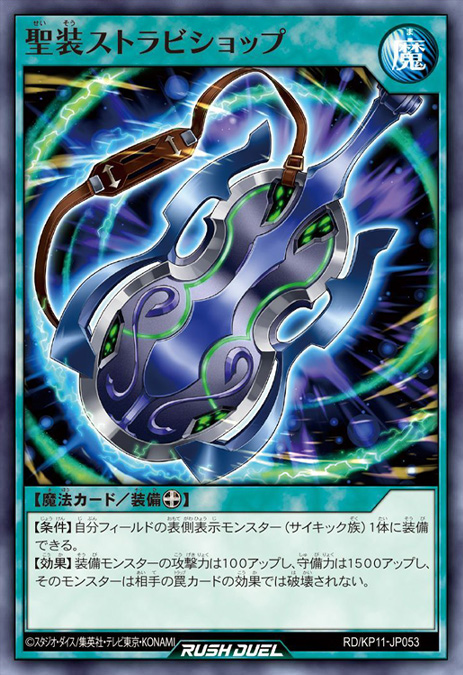 聖装ストラビショップ
魔
【魔法カード/装備】
【条件】自分フィールドの表側表示モンスター(サイキック族)1体に装備
できる。
【効果】装備モンスターの攻撃力は100アップし、守備力は1500アップし、
そのモンスターは相手の罠カードの効果では破壊されない。
©スタジオ・ダイス/集英社・テレビ東京・KONAMI
RUSH DUEL
RD/KP11-JP053